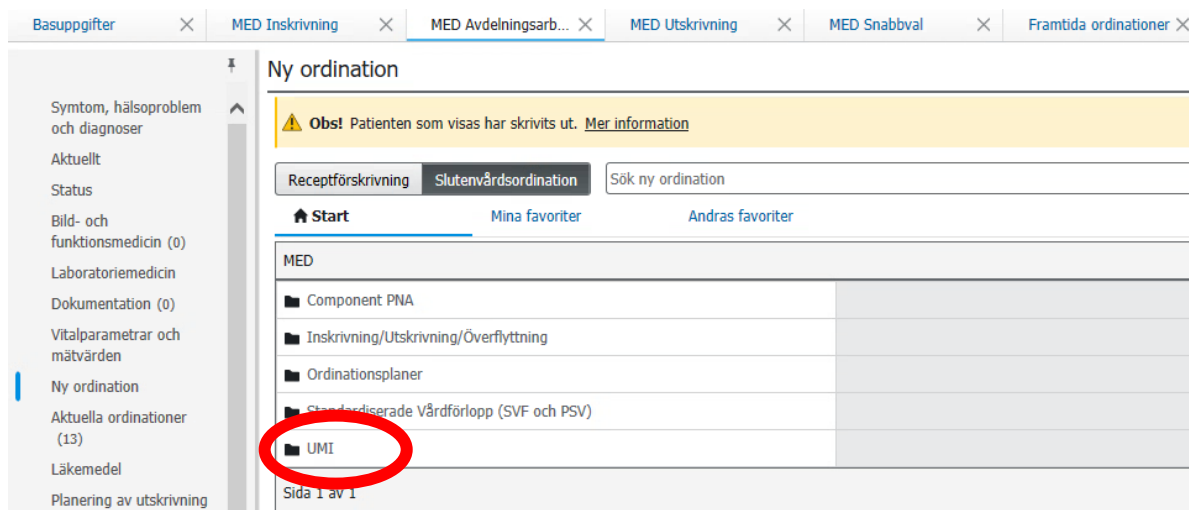 Basuppgifter
MED Inskrivning
MED Avdelningsarb...
MED Utskrivning
MED Snabbval
Framtida ordinationer
Symtom, hälsoproblem
och diagnoser
Aktuellt
Status
Bild- och
funktionsmedicin (0)
Laboratoriemedicin
Dokumentation (0)
Vitalparametrar och
mätvärden
Ny ordination
Aktuella ordinationer
(13)
Läkemedel
Planering av utskrivning
Ny ordination
Obs! Patienten som visas har skrivits ut. Mer information
Receptförskrivning Slutenvårdsordination Sök ny ordination
Start Mina favoriter Andras favoriter
MED
Component PNA
Inskrivning/Utskrivning/Överflyttning
Ordinationsplaner
Standardiserade Vårdförlopp (SVF och PSV)
UMI
Sida 1 av 1